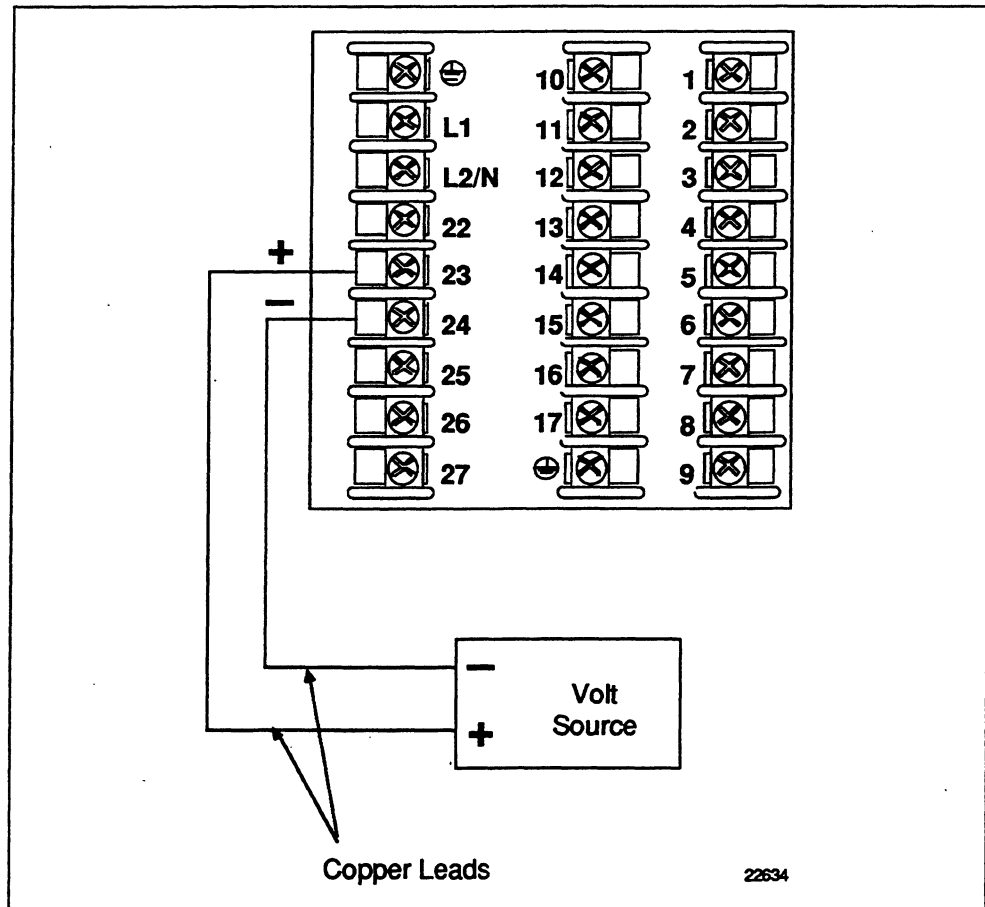 10 1
L1 11 2
L2/N 12 3
22 13 4
+ 23 14 5
− 24 15 6
25 16 7
26 17 8
27 9
− Volt
Source
+
Copper Leads
22634